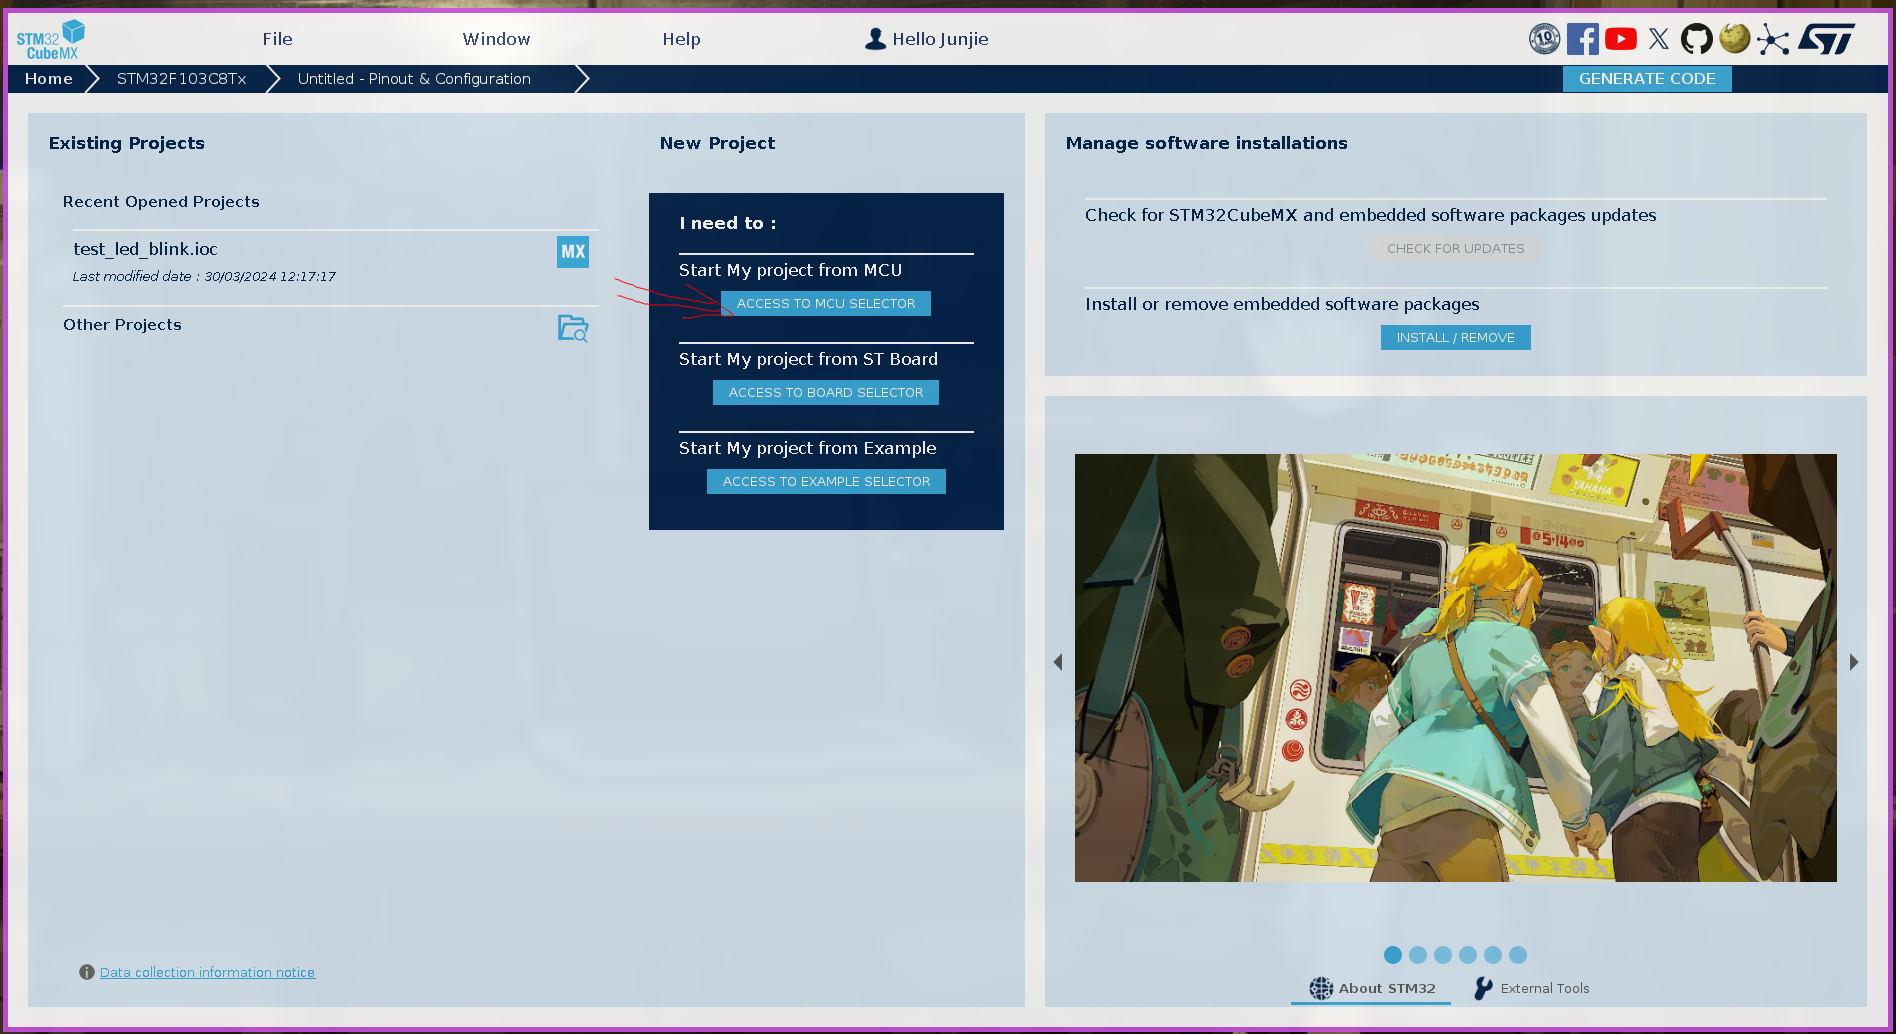 STM32
CubeMX
File
Window
Help
Hello Junjie
10
ST
Home
STM32F103C8Tx
Untitled - Pinout & Configuration
GENERATE CODE
Existing Projects
Recent Opened Projects
test_led_blink.ioc
MX
Last modified date : 30/03/2024 12:17:17
Other Projects
Data collection information notice
New Project
I need to :
Start My project from MCU
ACCESS TO MCU SELECTOR
Start My project from ST Board
ACCESS TO BOARD SELECTOR
Start My project from Example
ACCESS TO EXAMPLE SELECTOR
Manage software installations
Check for STM32CubeMX and embedded software packages updates
CHECK FOR UPDATES
Install or remove embedded software packages
INSTALL / REMOVE
YAHAHA
About STM32
External Tools